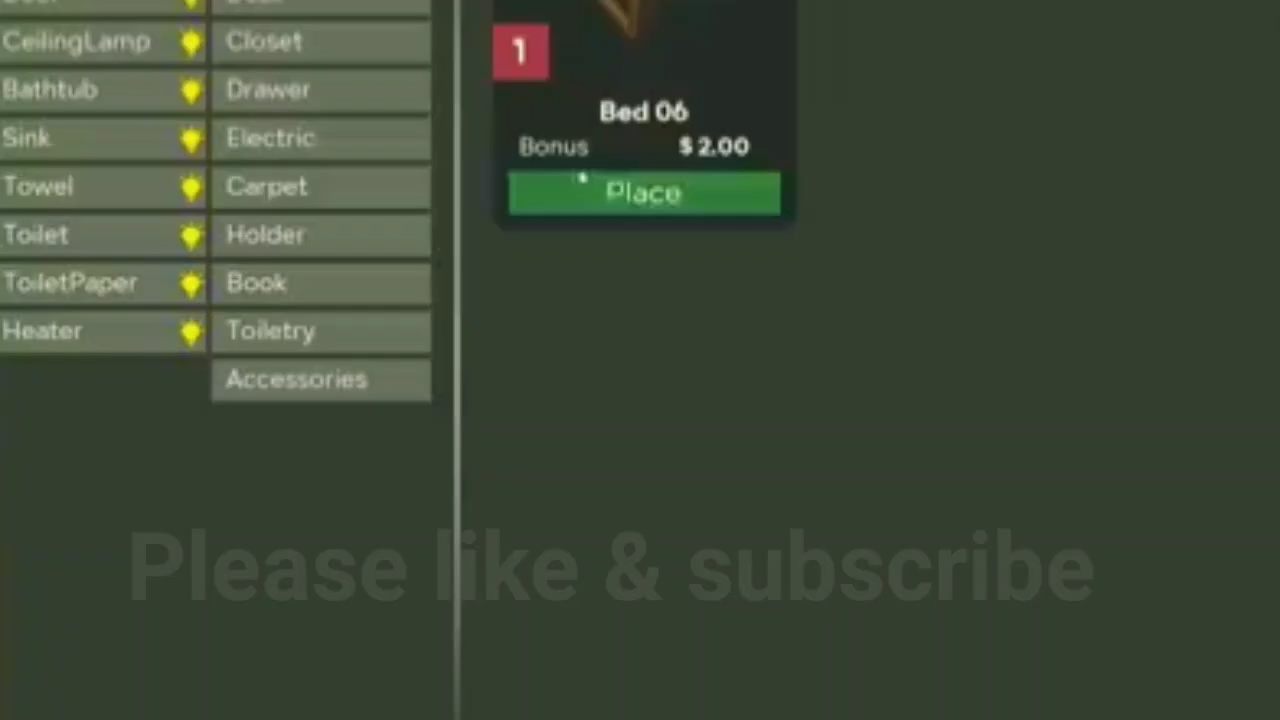 CeilingLamp
Bathtub
Sink
Towel
Toilet
ToiletPaper
Heater
Closet
Drawer
Electric
Carpet
Holder
Book
Toiletry
Accessories
1
Bed 06
Bonus $ 2.00
Place
Please like & subscribe